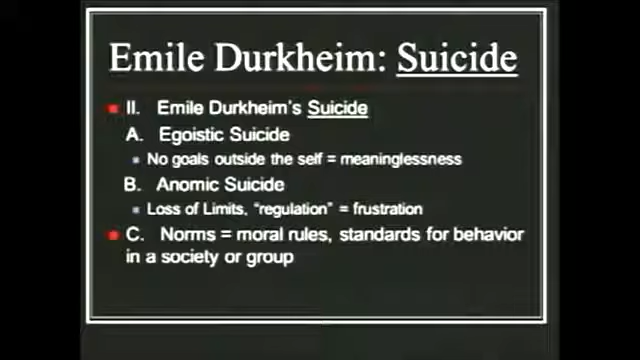 Emile Durkheim: Suicide
II. Emile Durkheim's Suicide
A. Egoistic Suicide
No goals outside the self = meaninglessness
B. Anomic Suicide
Loss of Limits, "regulation" = frustration
C. Norms = moral rules, standards for behavior
in a society or group